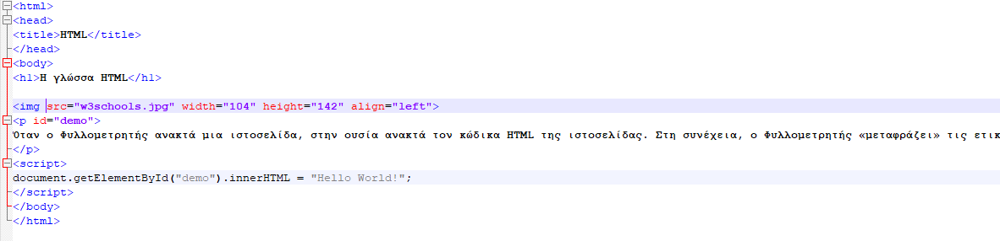 <html>
<head>
<title>HTML</title>
</head>
<body>
<h1>Η γλώσσα HTML</h1>
<img src="w3schools.jpg" width="104" height="142" align="left">
<p id="demo">
Όταν ο Φυλλομετρητής ανακτά μια ιστοσελίδα, στην ουσία ανακτά τον κώδικα HTML της ιστοσελίδας. Στη συνέχεια, ο Φυλλομετρητής «μεταφράζει» τις ετικ
</p>
<script>
document.getElementById("demo").innerHTML = "Hello World!";
</script>
</body>
</html>